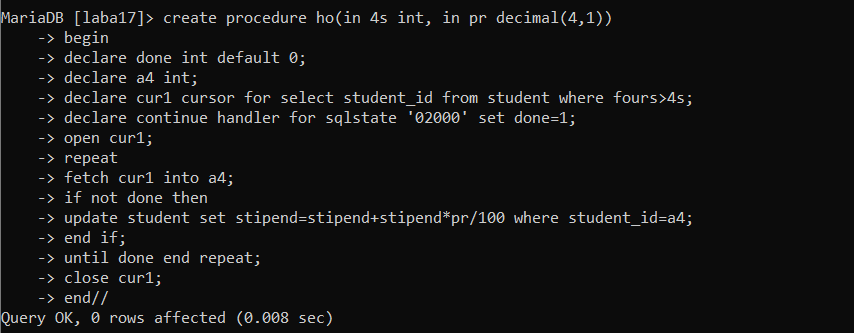 MariaDB [laba17]> create procedure ho(in 4s int, in pr decimal(4,1))
-> begin
-> declare done int default 0;
-> declare a4 int;
-> declare cur1 cursor for select student_id from student where fours>4s;
-> declare continue handler for sqlstate '02000' set done=1;
-> open cur1;
-> repeat
-> fetch cur1 into a4;
-> if not done then
-> update student set stipend=stipend+stipend*pr/100 where student_id=a4;
-> end if;
-> until done end repeat;
-> close cur1;
-> end//
Query OK, 0 rows affected (0.008 sec)